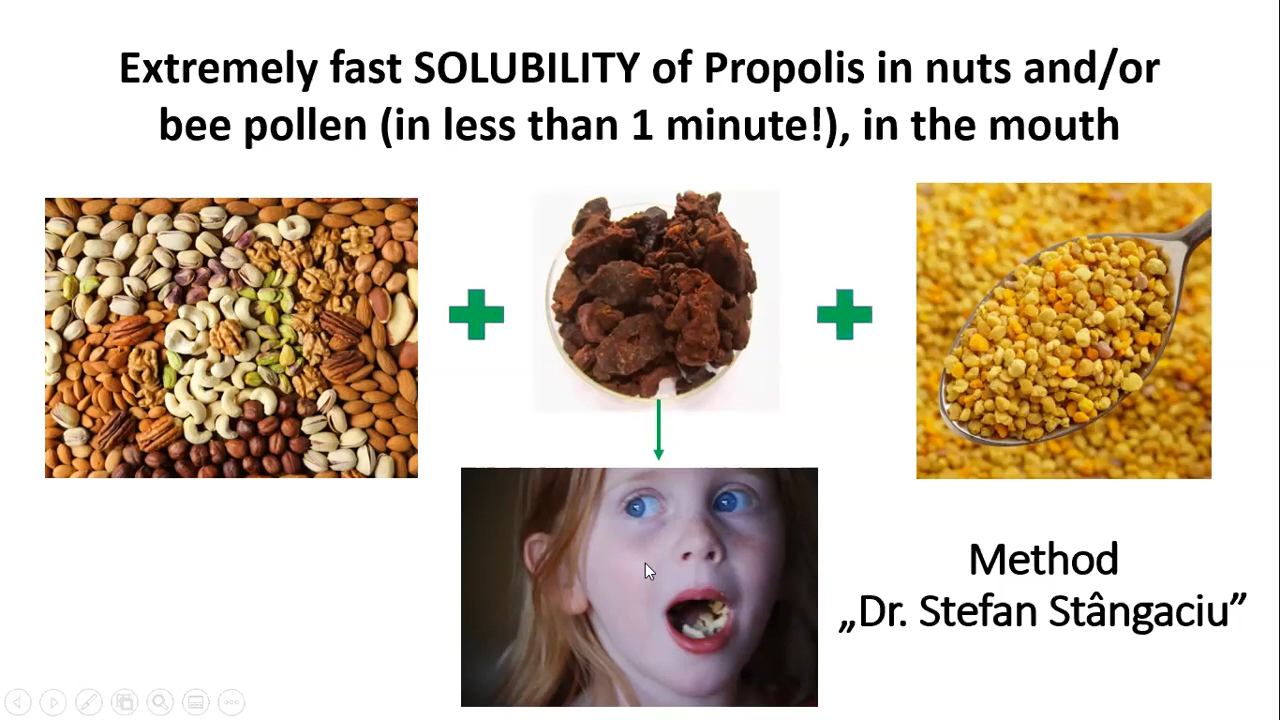 Extremely fast SOLUBILITY of Propolis in nuts and/or
bee pollen (in less than 1 minute!), in the mouth
Method
„Dr. Stefan Stângaciu”